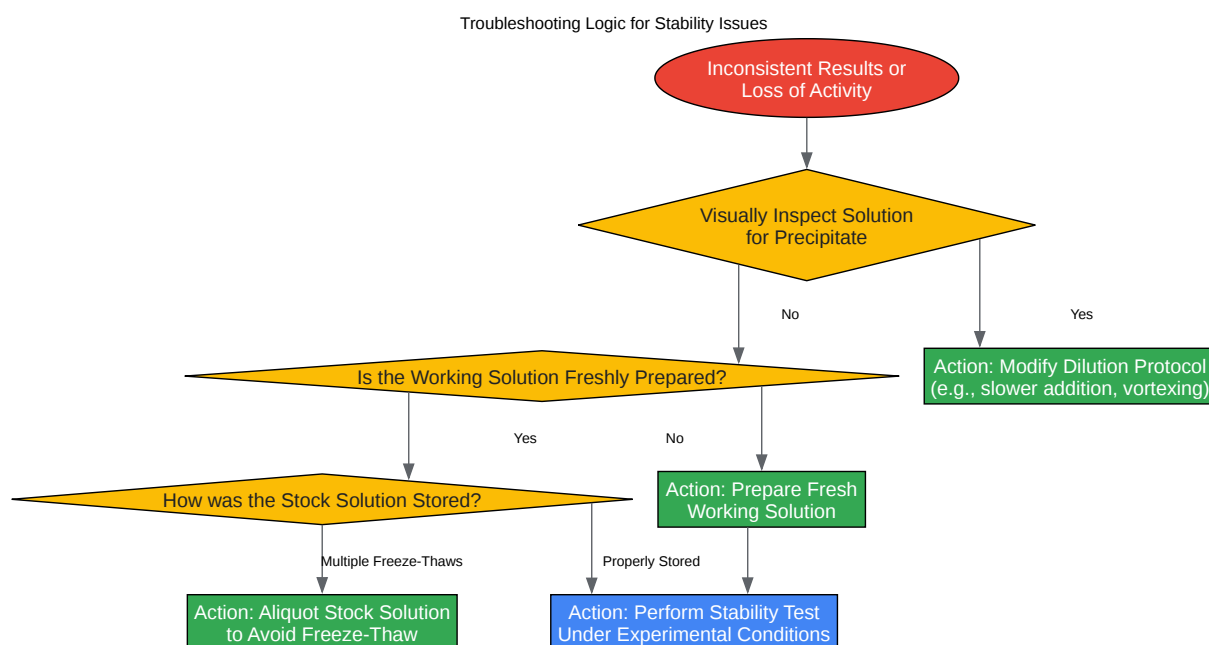 Troubleshooting Logic for Stability Issues
Inconsistent Results or
Loss of Activity
Visually Inspect Solution
for Precipitate
No
Yes
Action: Modify Dilution Protocol
(e.g., slower addition, vortexing)
Is the Working Solution Freshly Prepared?
Yes
No
How was the Stock Solution Stored?
Action: Prepare Fresh
Working Solution
Multiple Freeze-Thaws
Properly Stored
Action: Aliquot Stock Solution
to Avoid Freeze-Thaw
Action: Perform Stability Test
Under Experimental Conditions